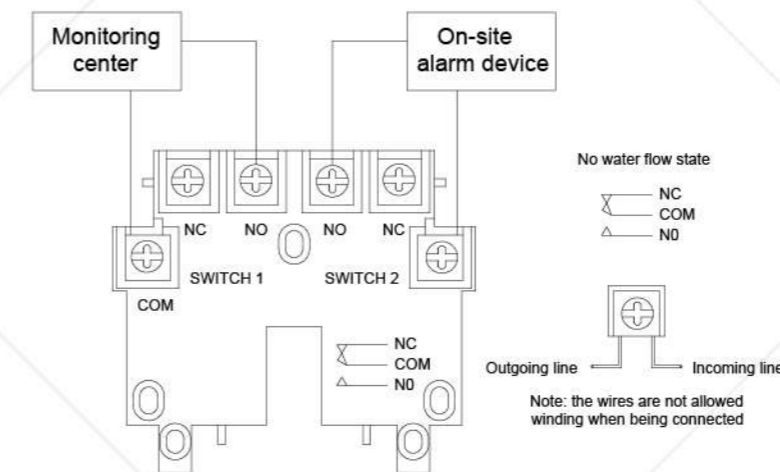 Monitoring
center
On-site
alarm device
No water flow state
NC
COM
N0
NC
NO
NO
NC
SWITCH 1
SWITCH 2
COM
NC
COM
N0
Outgoing line
Incoming line
Note: the wires are not allowed
winding when being connected